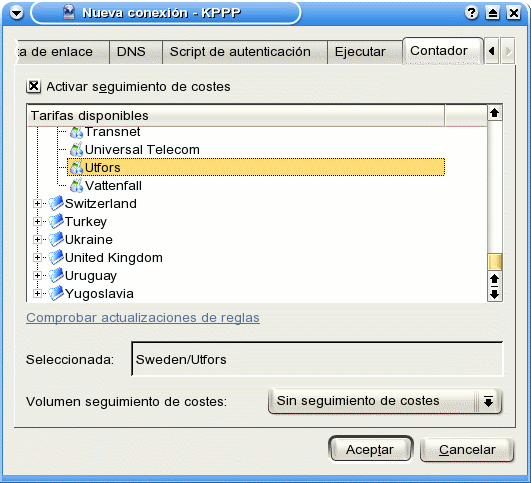 Nueva conexión - KPPP
ta de enlace DNS Script de autenticación Ejecutar Contador
Activar seguimiento de costes
Tarifas disponibles
Transnet
Universal Telecom
Utfors
Vattenfall
Switzerland
Turkey
Ukraine
United Kingdom
Uruguay
Yugoslavia
Comprobar actualizaciones de reglas
Seleccionada: Sweden/Utfors
Volumen seguimiento de costes: Sin seguimiento de costes
Aceptar Cancelar